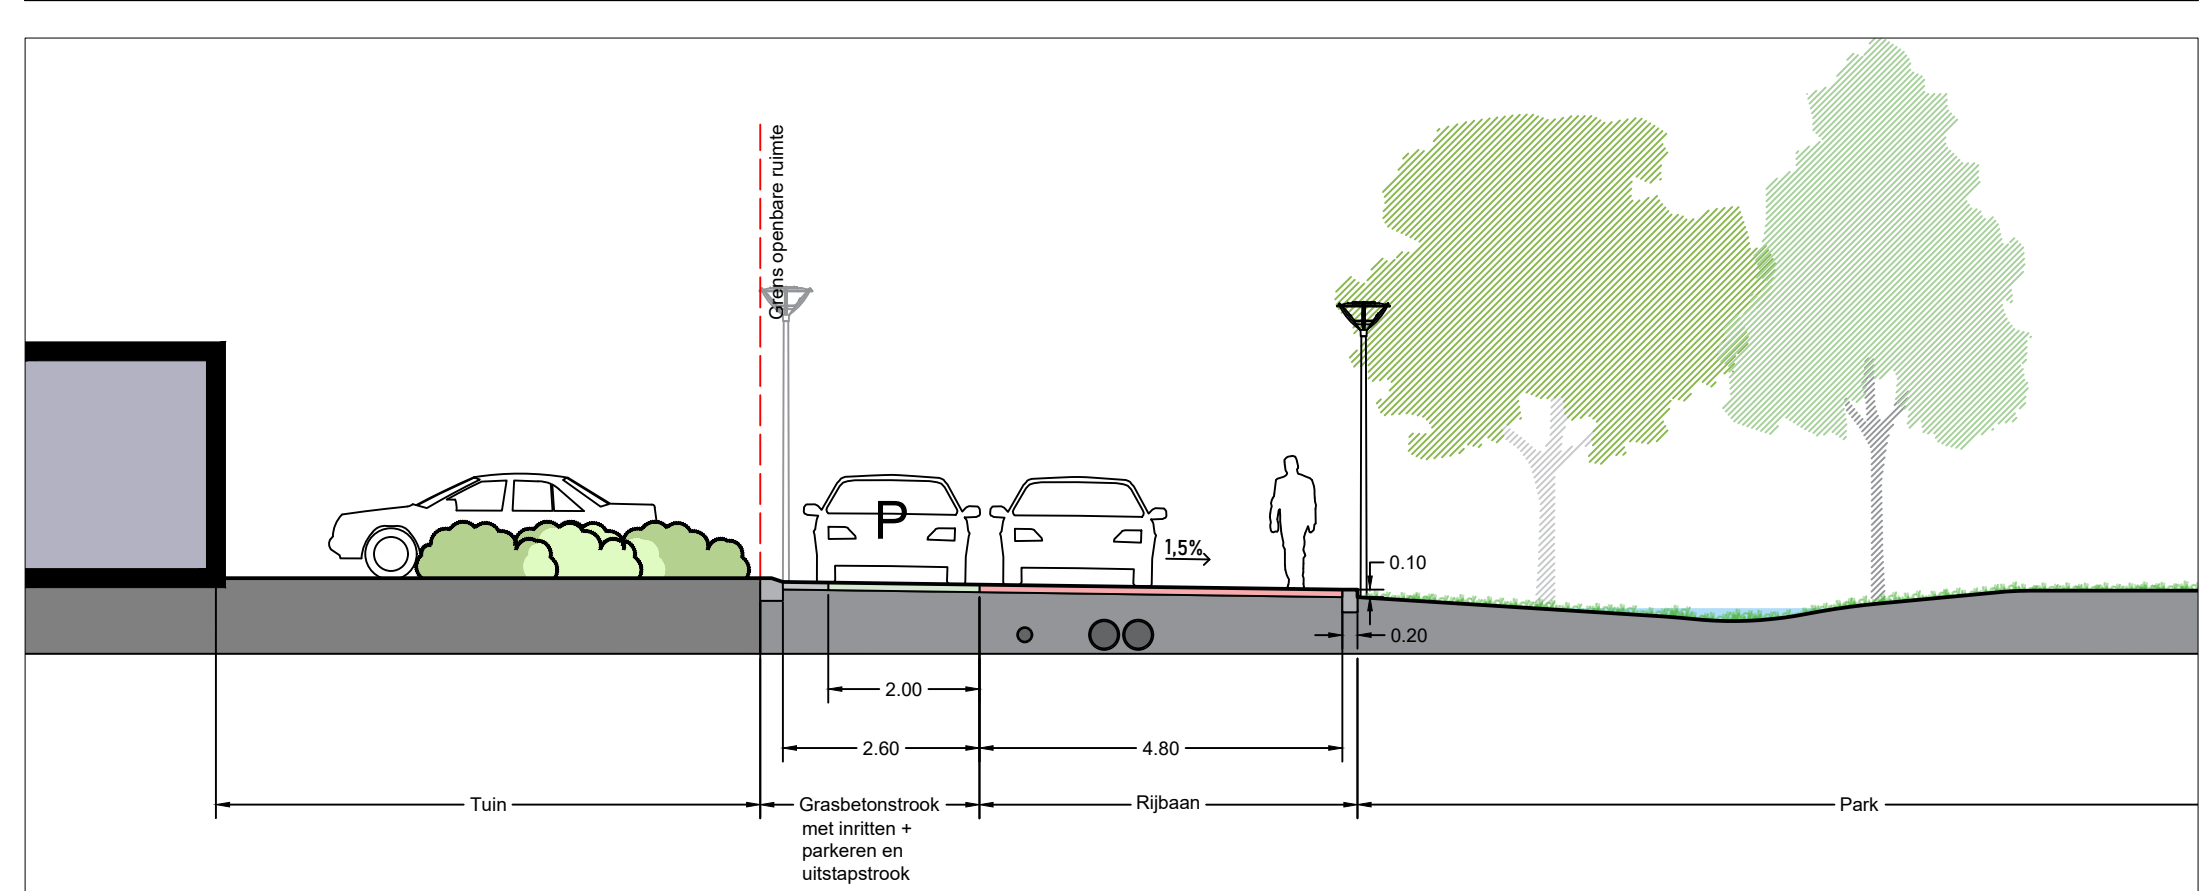 Grens openbare ruimte
P
1,5%
0.10
0.20
2.00
2.60
4.80
Tuin
Grasbetonstrook
met inritten +
parkeren en
uitstapstrook
Rijbaan
Park